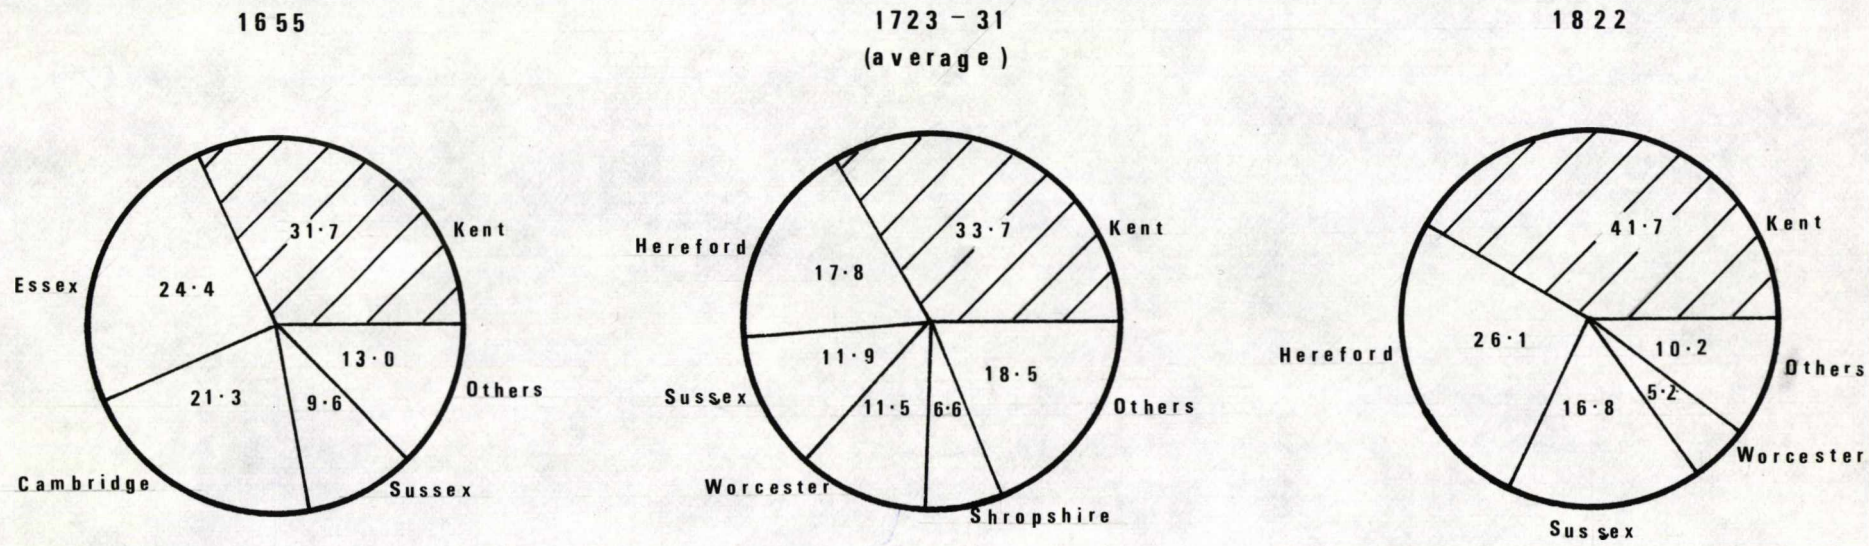 1655
Kent
31·7
Essex
24·4
13·0
Others
21·3
9·6
Cambridge
Sussex
1723 - 31
(average)
Kent
33·7
Hereford
17·8
11·9
18·5
Sussex
11·5
6·6
Others
Worcester
Shropshire
1822
Kent
41·7
Hereford
26·1
10·2
Others
5·2
16·8
Worcester
Sussex